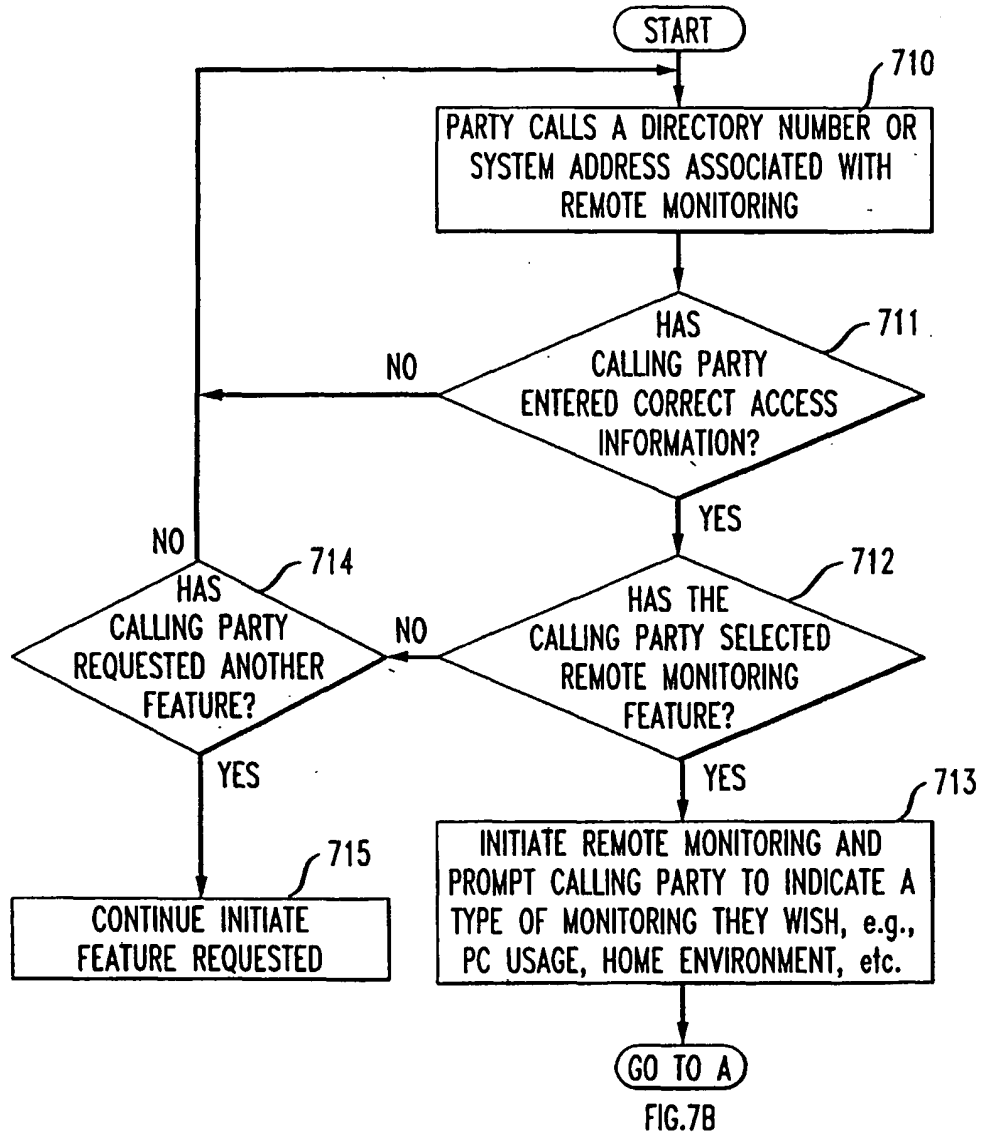 START
710
PARTY CALLS A DIRECTORY NUMBER OR
SYSTEM ADDRESS ASSOCIATED WITH
REMOTE MONITORING
711
HAS
CALLING PARTY
ENTERED CORRECT ACCESS
INFORMATION?
NO
YES
712
HAS THE
CALLING PARTY SELECTED
REMOTE MONITORING
FEATURE?
NO
YES
714
HAS
CALLING PARTY
REQUESTED ANOTHER
FEATURE?
NO
YES
715
CONTINUE INITIATE
FEATURE REQUESTED
713
INITIATE REMOTE MONITORING AND
PROMPT CALLING PARTY TO INDICATE A
TYPE OF MONITORING THEY WISH, e.g.,
PC USAGE, HOME ENVIRONMENT, etc.
GO TO A
FIG.7B